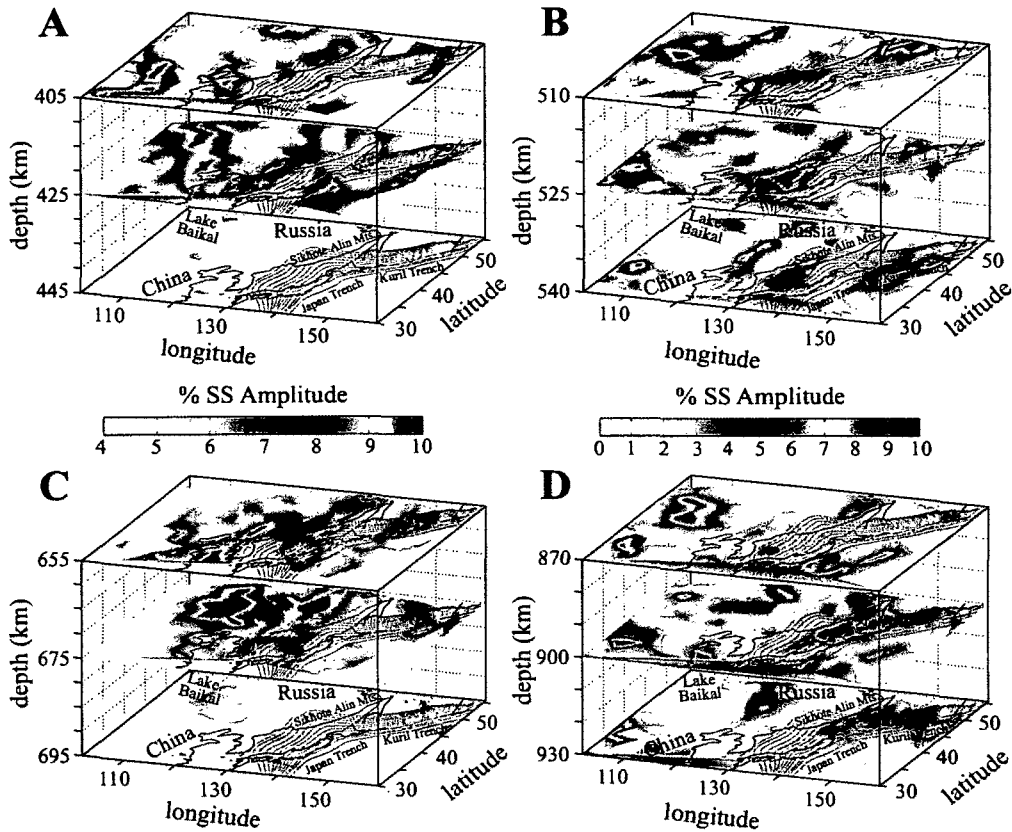 A
405
425
445
depth (km)
Lake
Baikal
Russia
China
Sikhote Alin Mts
Japan Trench
Kuril Trench
110
130
150
30
40
50
longitude
latitude
% SS Amplitude
4 5 6 7 8 9 10
B
510
525
540
depth (km)
Lake
Baikal
Russia
China
Alin Mts
Japan
110
130
150
30
40
50
longitude
latitude
% SS Amplitude
0 1 2 3 4 5 6 7 8 9 10
C
655
675
695
depth (km)
Lake
Baikal
Russia
China
Sikhote Alin Mts
Japan Trench
Kuril Trench
110
130
150
30
40
50
longitude
latitude
D
870
900
930
depth (km)
Lake
Baikal
Russia
China
Sikhote Alin Mts
Japan Trench
110
130
150
30
40
50
longitude
latitude